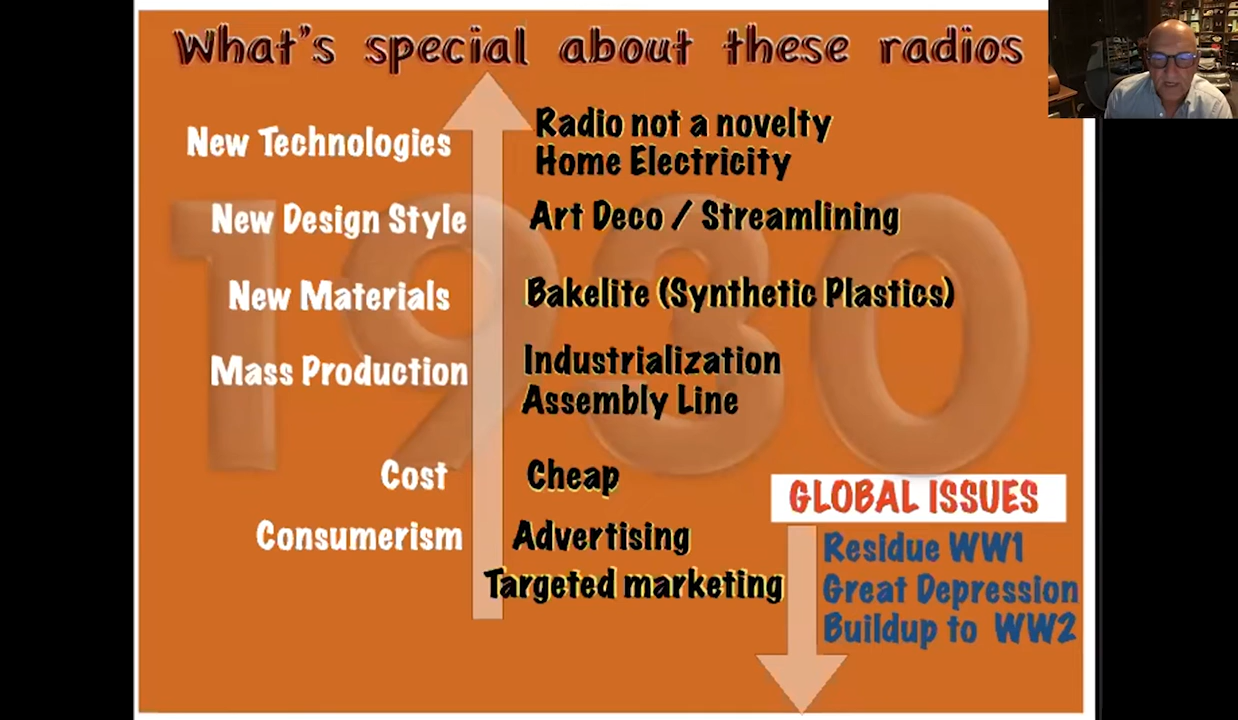 What"s special about these radios
New Technologies
Radio not a novelty
Home Electricity
New Design Style
Art Deco / Streamlining
New Materials
Bakelite (Synthetic Plastics)
Mass Production
Industrialization
Assembly Line
Cost
Cheap
Consumerism
Advertising
Targeted marketing
1930
GLOBAL ISSUES
Residue WW1
Great Depression
Buildup to WW2